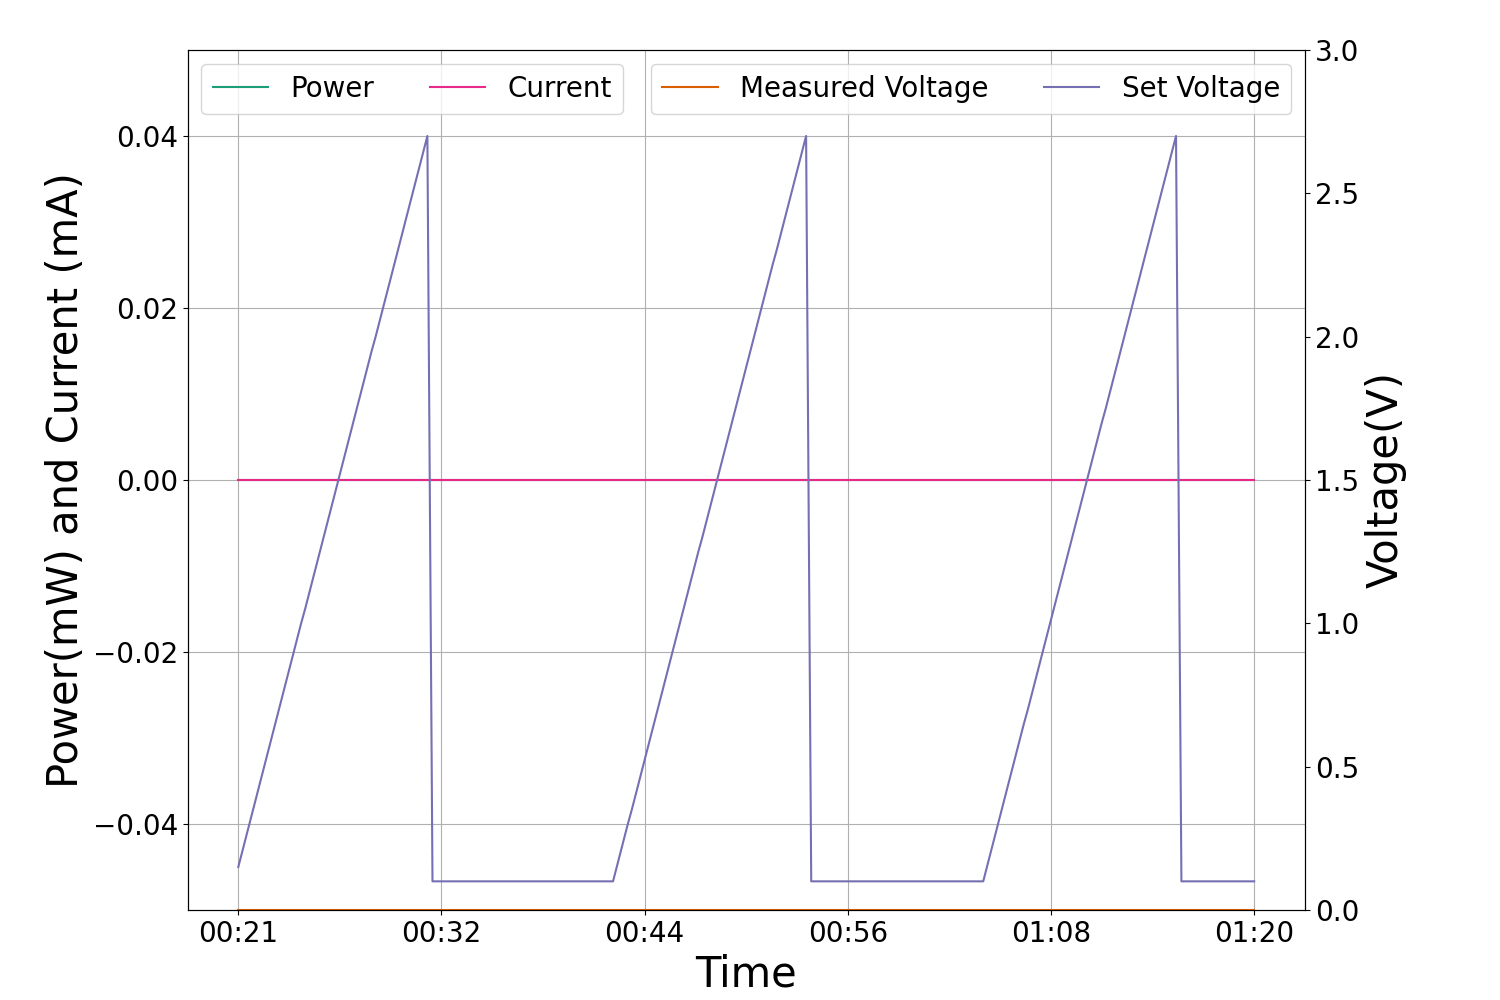 Power Current Measured Voltage Set Voltage
Power(mW) and Current (mA)
0.04
0.02
0.00
−0.02
−0.04
3.0
2.5
2.0
1.5
1.0
0.5
0.0
Voltage(V)
00:21 00:32 00:44 00:56 01:08 01:20
Time